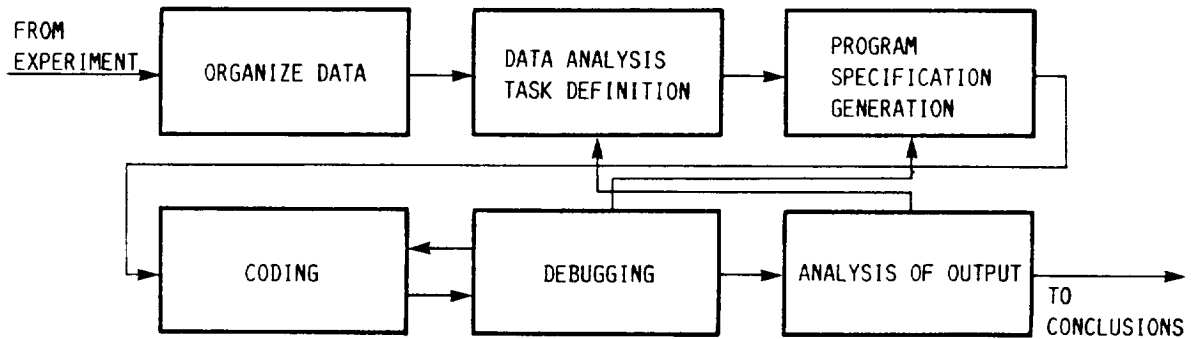 FROM
EXPERIMENT
ORGANIZE DATA
DATA ANALYSIS
TASK DEFINITION
PROGRAM
SPECIFICATION
GENERATION
CODING
DEBUGGING
ANALYSIS OF OUTPUT
TO
CONCLUSIONS